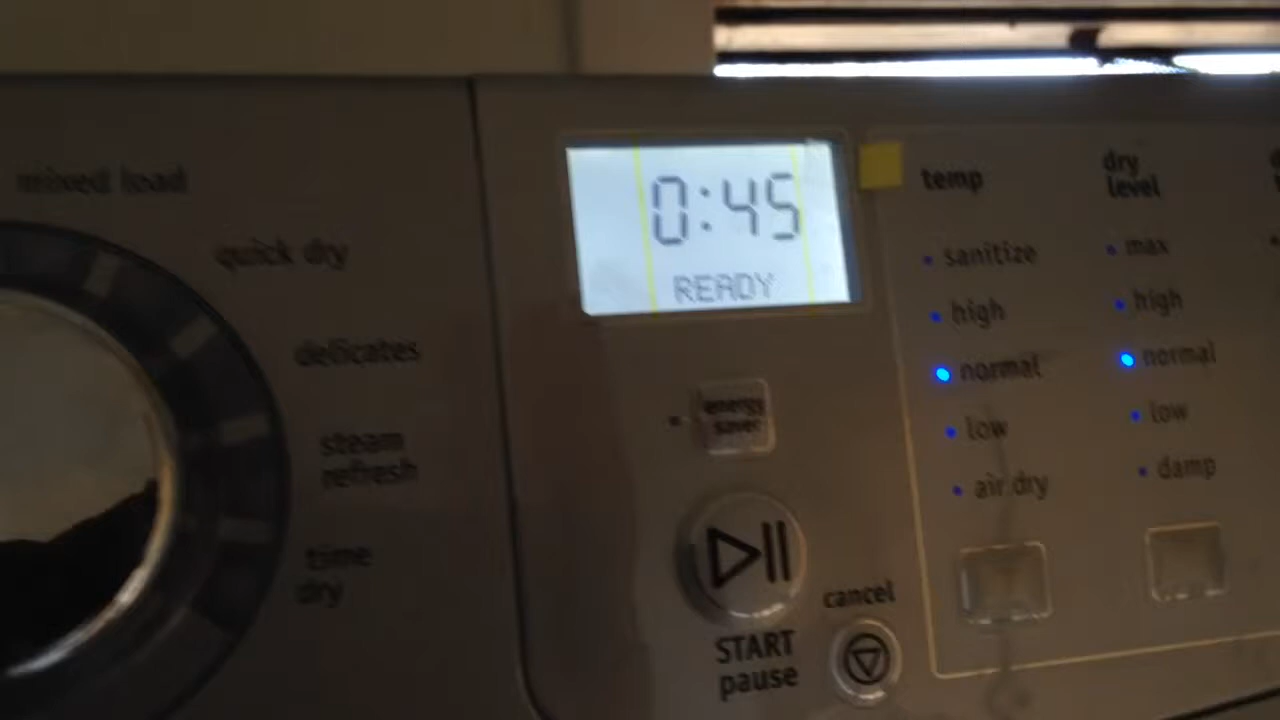 mixed load
quick dry
delicates
steam
refresh
time
dry
0:45
READY
energy
saver
START
pause
cancel
temp
sanitize
high
normal
low
air dry
dry
level
max
high
normal
low
damp